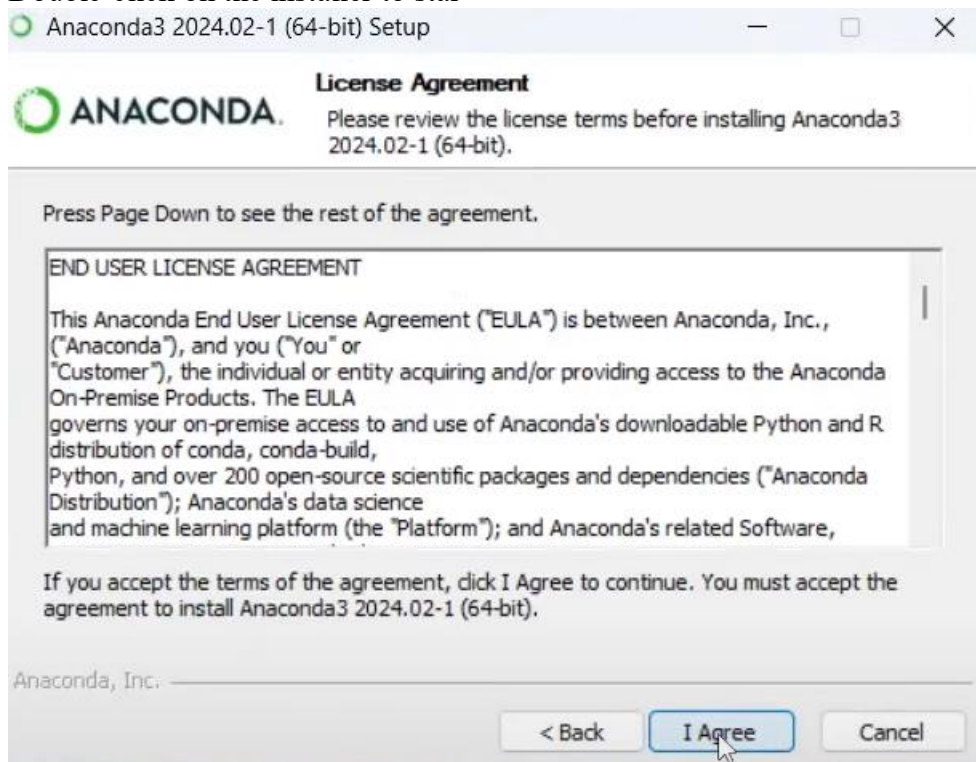 Anaconda3 2024.02-1 (64-bit) Setup
License Agreement
ANACONDA.
Please review the license terms before installing Anaconda3
2024.02-1 (64-bit).
Press Page Down to see the rest of the agreement.
END USER LICENSE AGREEMENT
This Anaconda End User License Agreement ("EULA") is between Anaconda, Inc.,
("Anaconda"), and you ("You" or
"Customer"), the individual or entity acquiring and/or providing access to the Anaconda
On-Premise Products. The EULA
governs your on-premise access to and use of Anaconda's downloadable Python and R
distribution of conda, conda-build,
Python, and over 200 open-source scientific packages and dependencies ("Anaconda
Distribution"); Anaconda's data science
and machine learning platform (the "Platform"); and Anaconda's related Software,
If you accept the terms of the agreement, click I Agree to continue. You must accept the
agreement to install Anaconda3 2024.02-1 (64-bit).
Anaconda, Inc.
< Back I Agree Cancel